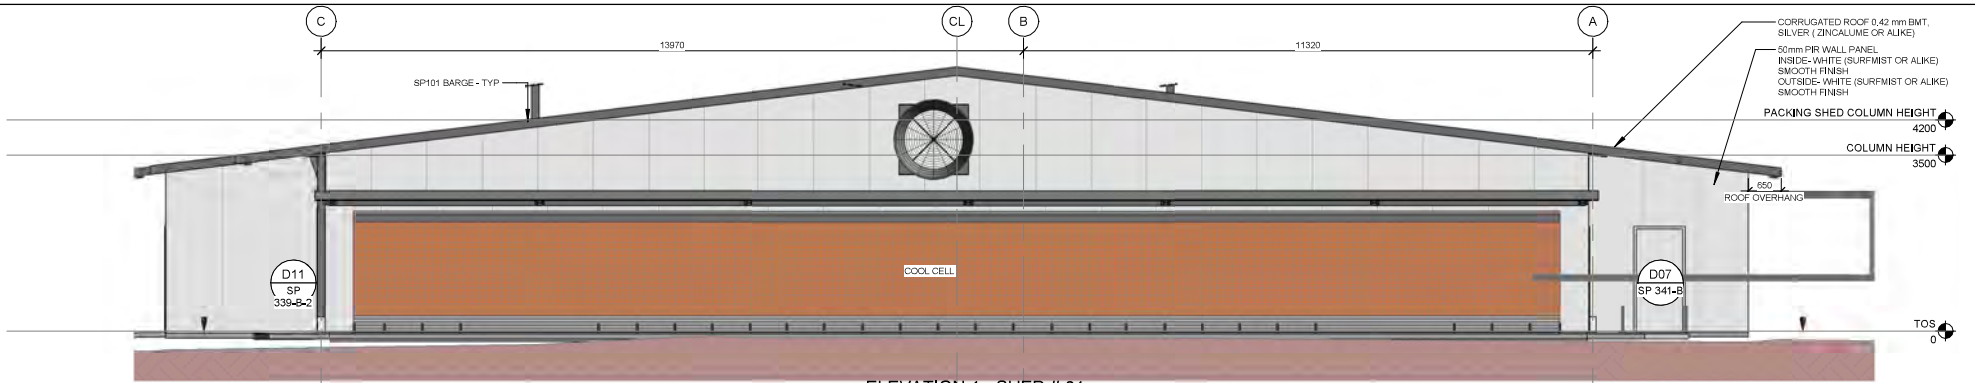 C
CL
B
A
13970
11320
CORRUGATED ROOF 0,42 mm BMT,
SILVER ( ZINCALUME OR ALIKE)
50mm PIR WALL PANEL
INSIDE- WHITE (SURFMIST OR ALIKE)
SMOOTH FINISH
OUTSIDE- WHITE (SURFMIST OR ALIKE)
SMOOTH FINISH
SP101 BARGE - TYP
PACKING SHED COLUMN HEIGHT
4200
COLUMN HEIGHT
3500
650
ROOF OVERHANG
COOL CELL
D11
SP
339-B-2
D07
SP 341-B
TOS
0